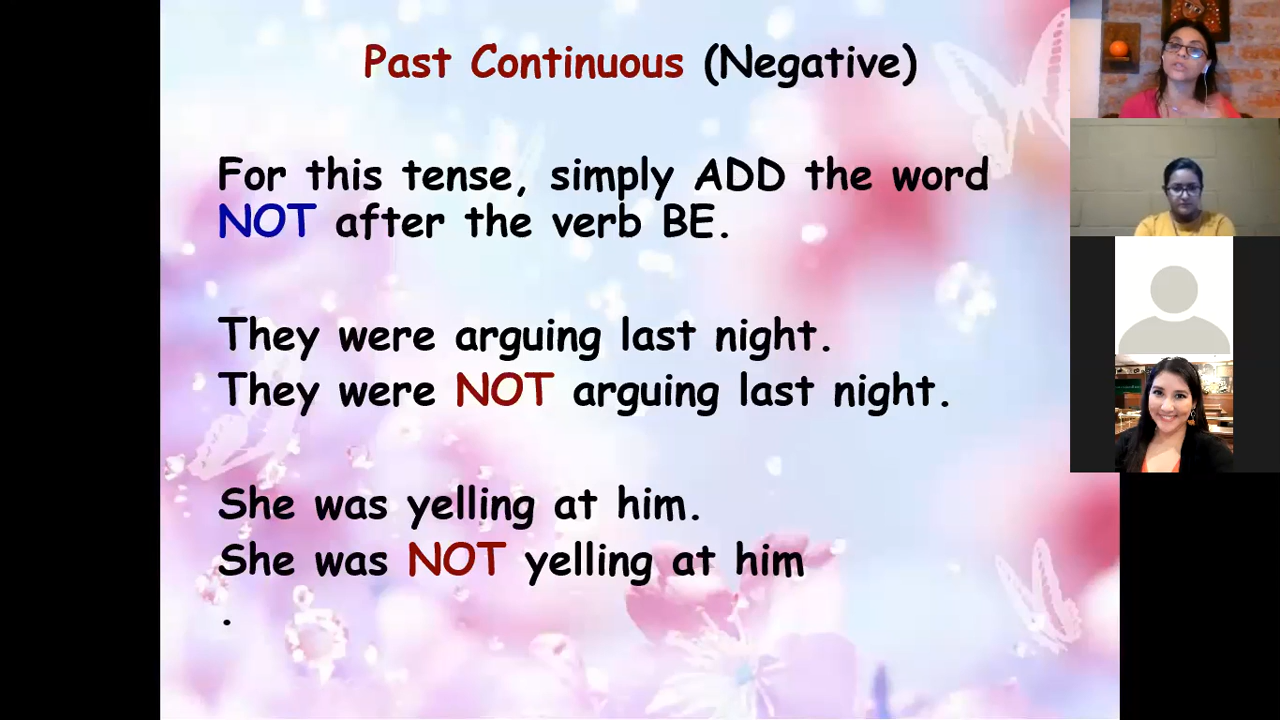 Past Continuous (Negative)
For this tense, simply ADD the word
NOT after the verb BE.
They were arguing last night.
They were NOT arguing last night.
She was yelling at him.
She was NOT yelling at him
.